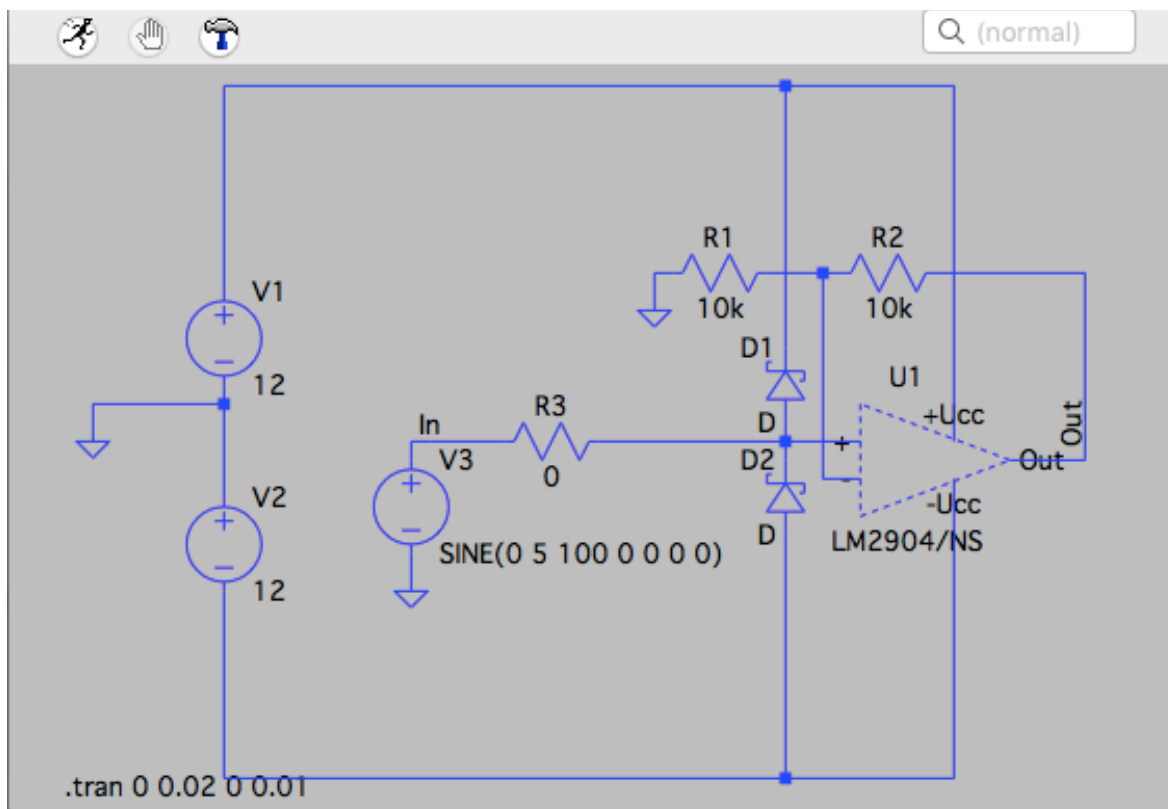 (normal)
R1
R2
10k
10k
V1
12
D1
U1
D
+Ucc
Out
In
R3
0
V3
+
-
Out
D2
D
-Ucc
LM2904/NS
V2
12
SINE(0 5 100 0 0 0 0)
.tran 0 0.02 0 0.01